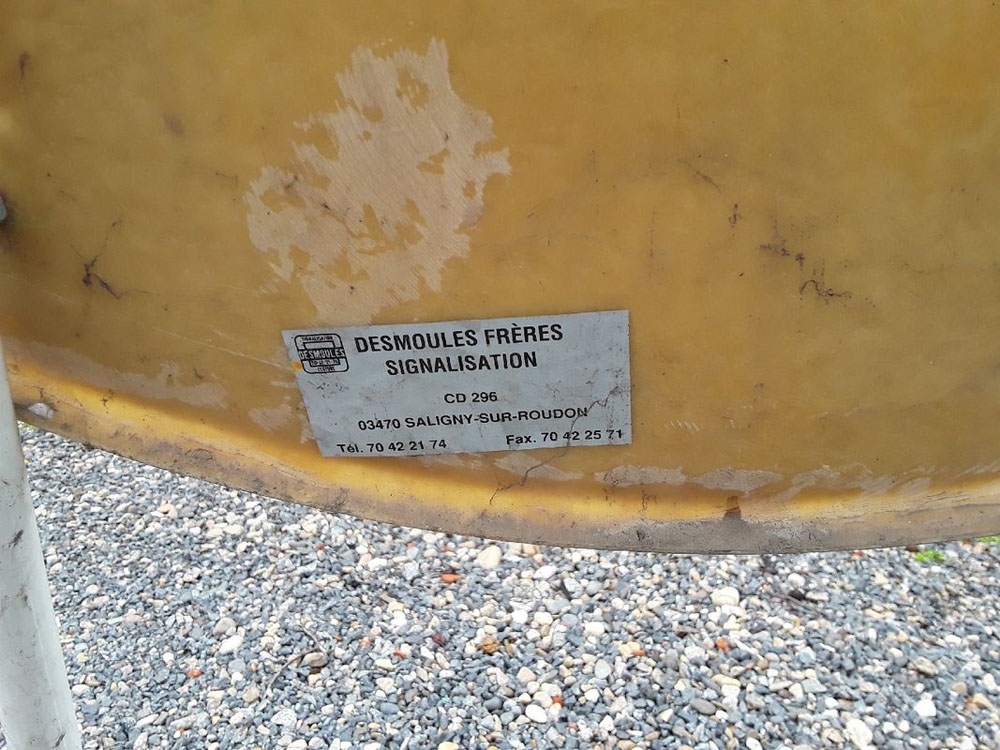 DESMOULES
DESMOULES FRÈRES
SIGNALISATION
CD 296
03470 SALIGNY-SUR-ROUDON
Tél. 70 42 21 74 Fax. 70 42 25 71